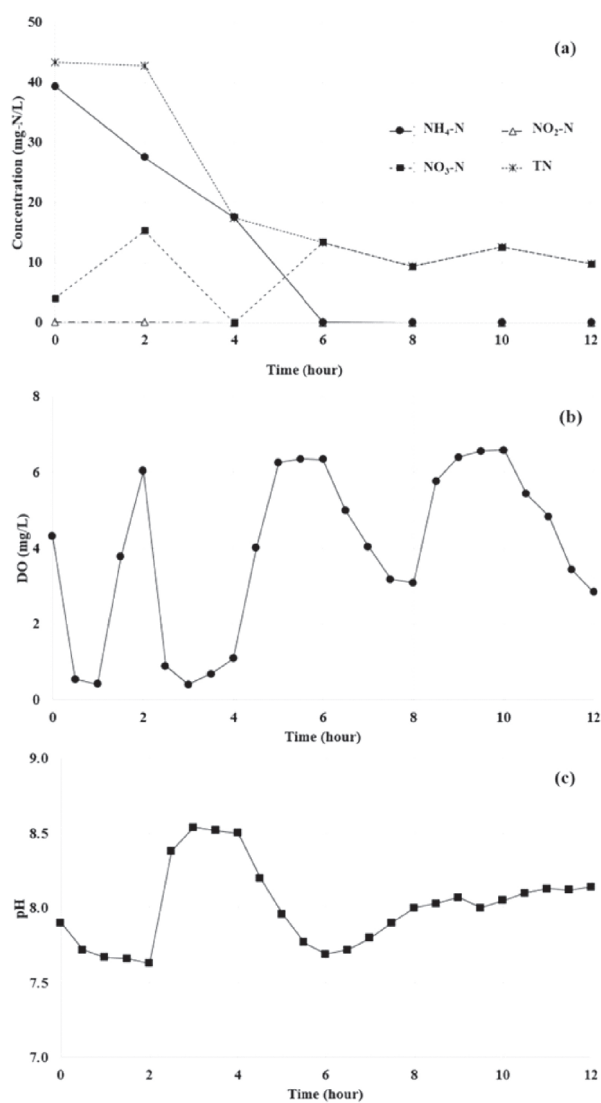 50
(a)
40
30
20
10
0
Concentration (mg-N/L)
NH₄-N
NO₂-N
NO₃-N
TN
0 2 4 6 8 10 12
Time (hour)
8
(b)
6
4
2
0
DO (mg/L)
0 2 4 6 8 10 12
Time (hour)
9.0
(c)
8.5
8.0
7.5
7.0
pH
0 2 4 6 8 10 12
Time (hour)